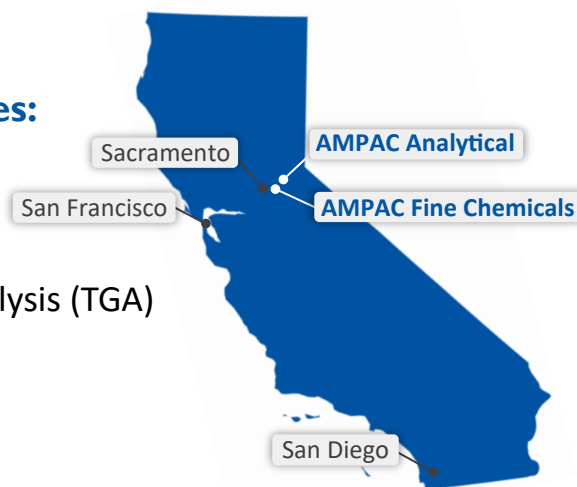 es:
AMPAC Analytical
Sacramento
AMPAC Fine Chemicals
San Francisco
lysis (TGA)
San Diego